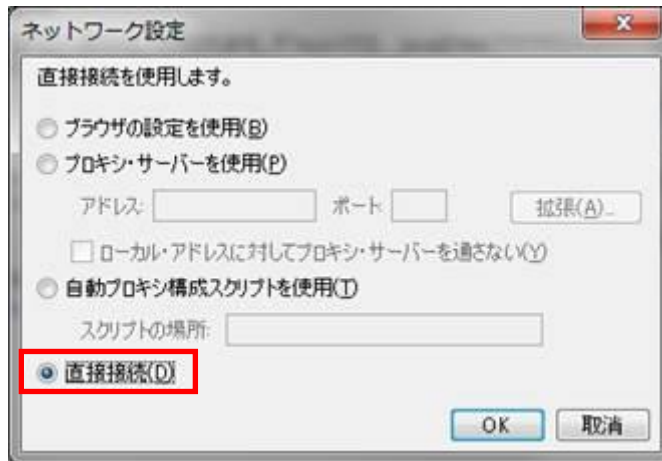 ネットワーク設定
直接接続を使用します。
ブラウザの設定を使用(B)
プロキシ・サーバーを使用(P)
アドレス: ポート: 拡張(A)...
ローカル・アドレスに対してプロキシ・サーバーを通さない(Y)
自動プロキシ構成スクリプトを使用(T)
スクリプトの場所:
直接接続(D)
OK 取消